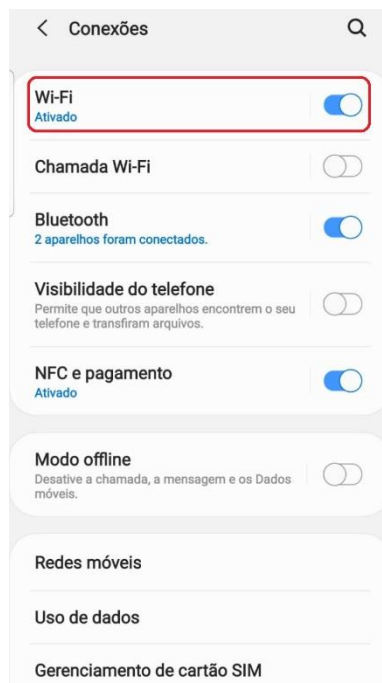 Conexões
Wi-Fi
Ativado
Chamada Wi-Fi
Bluetooth
2 aparelhos foram conectados.
Visibilidade do telefone
Permite que outros aparelhos encontrem o seu
telefone e transfiram arquivos.
NFC e pagamento
Ativado
Modo offline
Desative a chamada, a mensagem e os Dados
móveis.
Redes móveis
Uso de dados
Gerenciamento de cartão SIM